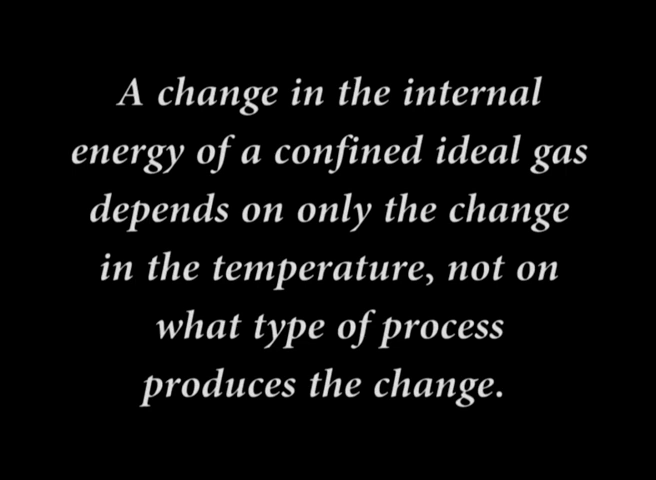 A change in the internal
energy of a confined ideal gas
depends on only the change
in the temperature, not on
what type of process
produces the change.